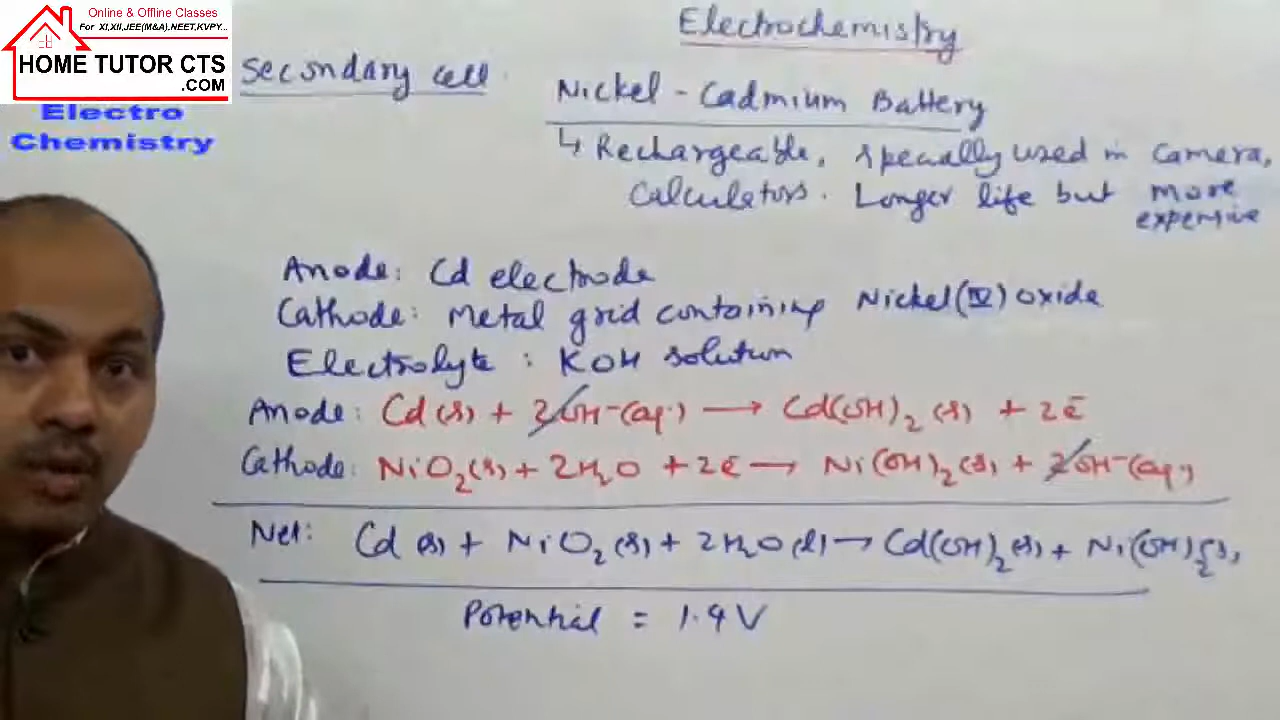 Online & Offline Classes
For XI,XII,JEE(M&A),NEET,KVPY...
HOME TUTOR CTS
.COM
Electro
Chemistry
Electrochemistry
Secondary cell.
Nickel - Cadmium Battery
↳ Rechargeable, specially used in camera,
calculators. Longer life but more
expensive
Anode: Cd electrode
Cathode: Metal grid containing Nickel(IV) oxide
Electrolyte: KOH solution
Anode: Cd(s) + 2OH⁻(aq.) → Cd(OH)₂(s) + 2e⁻
Cathode: NiO₂(s) + 2H₂O + 2e⁻ → Ni(OH)₂(s) + 2OH⁻(aq)
Net: Cd(s) + NiO₂(s) + 2H₂O(l) → Cd(OH)₂(s) + Ni(OH)₂(s)
Potential = 1.4V